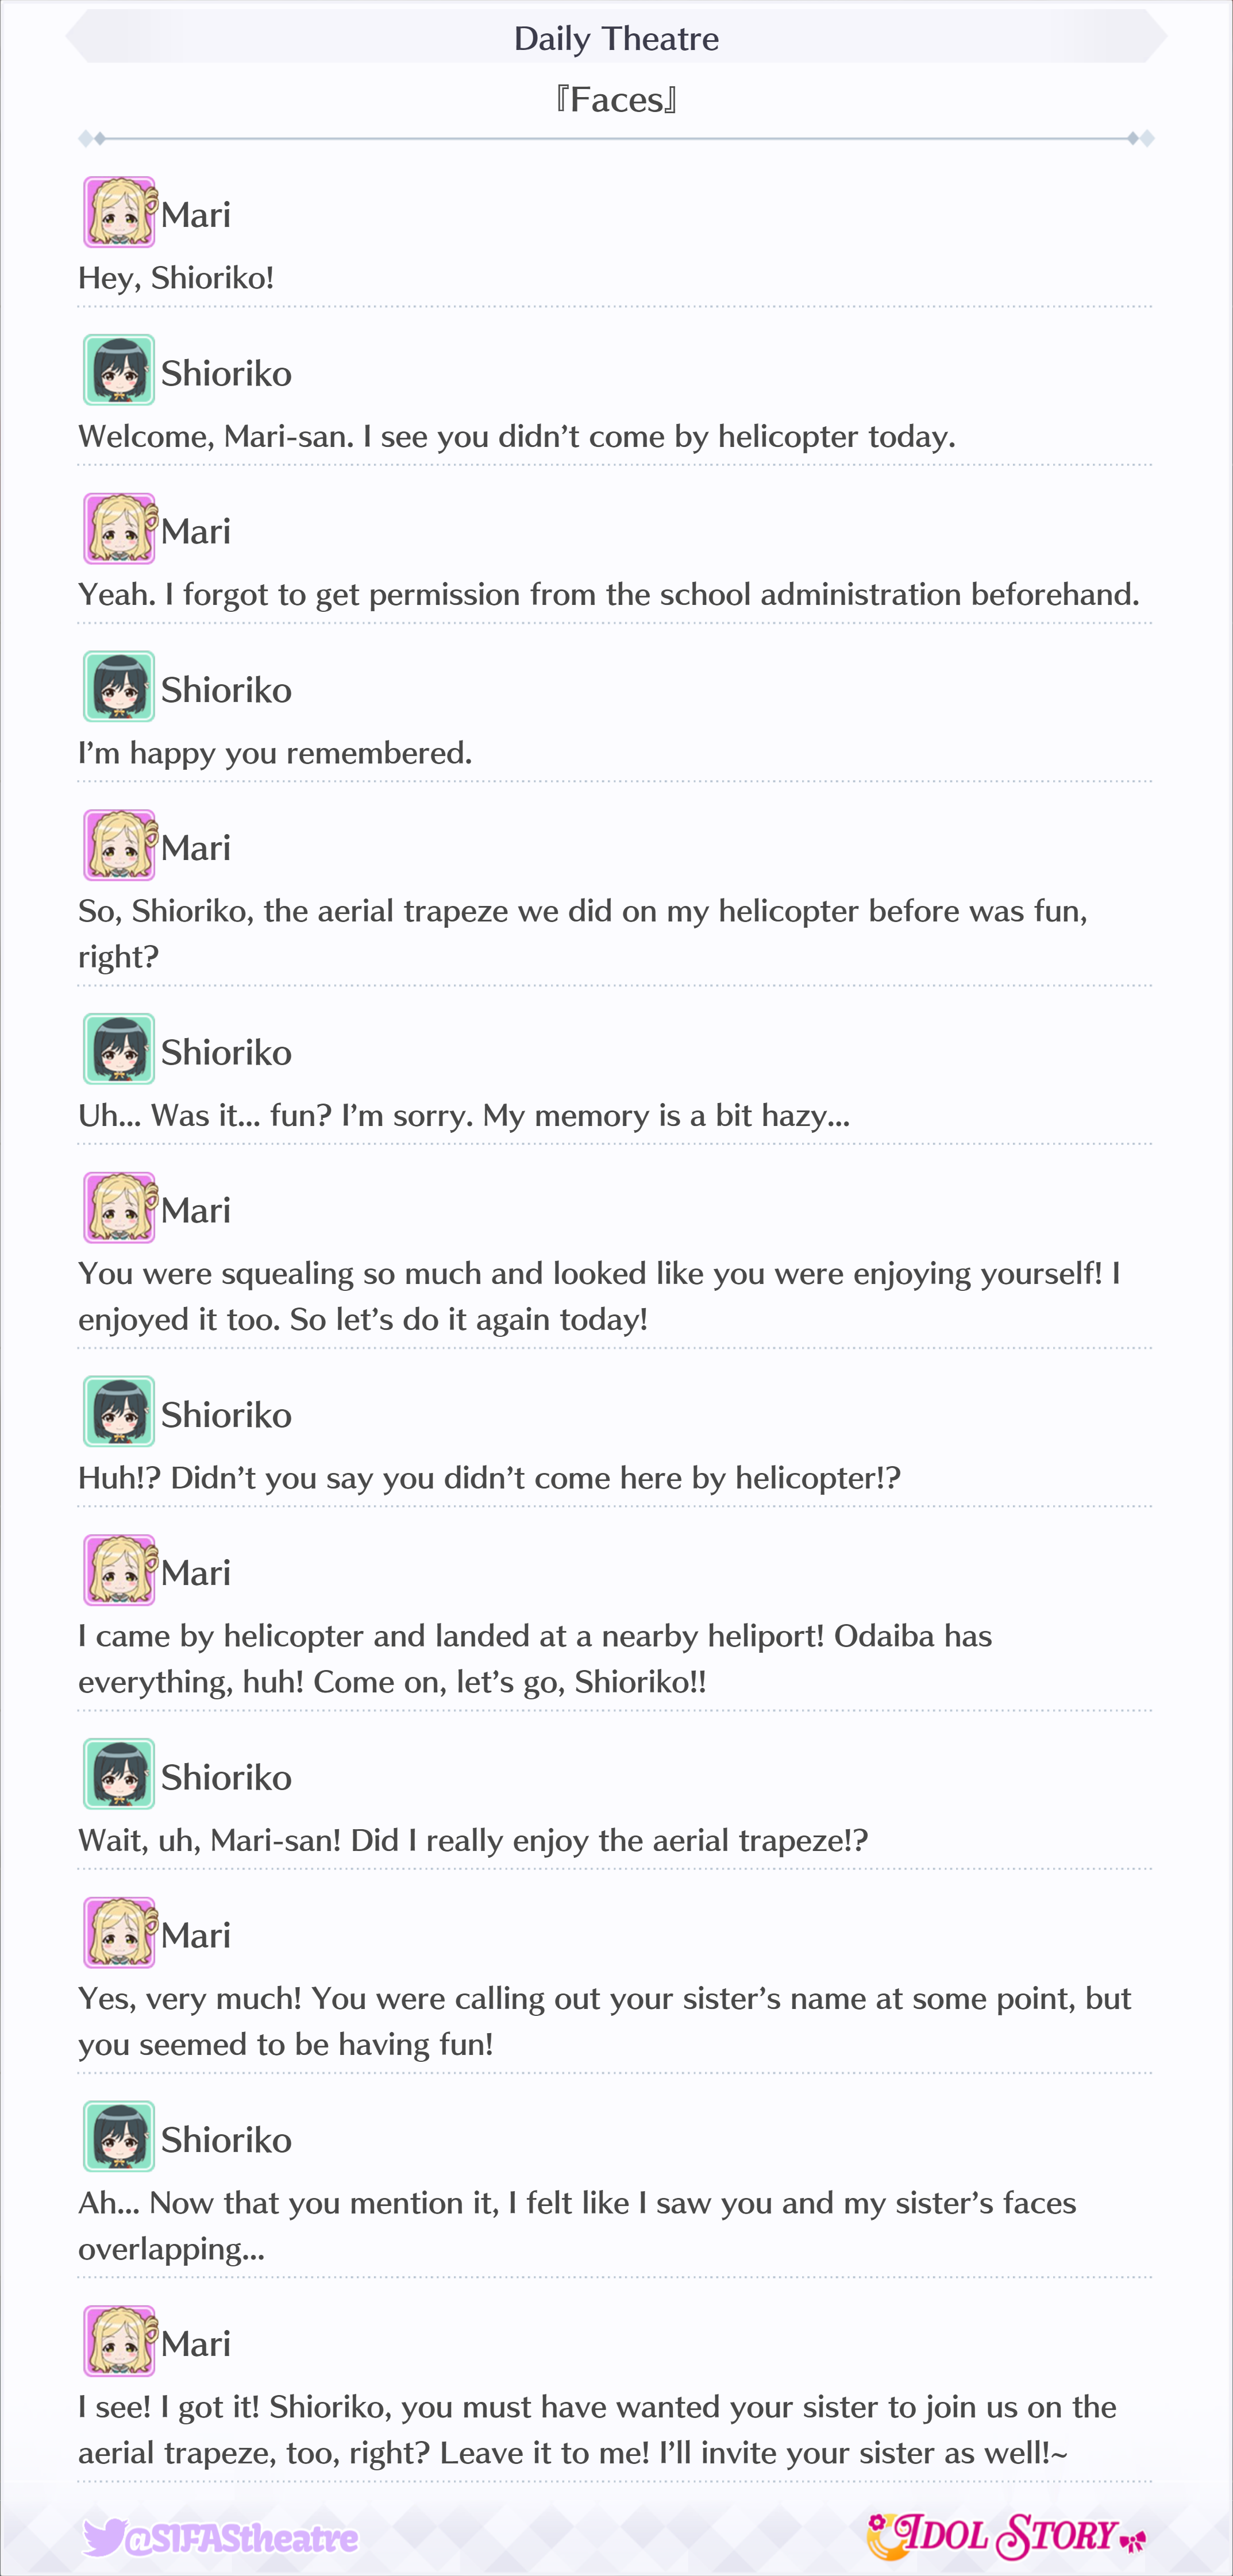 Daily Theatre
『Faces』
Mari
Hey, Shioriko!
Shioriko
Welcome, Mari-san. I see you didn’t come by helicopter today.
Mari
Yeah. I forgot to get permission from the school administration beforehand.
Shioriko
I’m happy you remembered.
Mari
So, Shioriko, the aerial trapeze we did on my helicopter before was fun,
right?
Shioriko
Uh... Was it... fun? I’m sorry. My memory is a bit hazy...
Mari
You were squealing so much and looked like you were enjoying yourself! I
enjoyed it too. So let’s do it again today!
Shioriko
Huh!? Didn’t you say you didn’t come here by helicopter!?
Mari
I came by helicopter and landed at a nearby heliport! Odaiba has
everything, huh! Come on, let’s go, Shioriko!!
Shioriko
Wait, uh, Mari-san! Did I really enjoy the aerial trapeze!?
Mari
Yes, very much! You were calling out your sister’s name at some point, but
you seemed to be having fun!
Shioriko
Ah... Now that you mention it, I felt like I saw you and my sister’s faces
overlapping...
Mari
I see! I got it! Shioriko, you must have wanted your sister to join us on the
aerial trapeze, too, right? Leave it to me! I’ll invite your sister as well!~
@SIFAStheatre
IDOL STORY